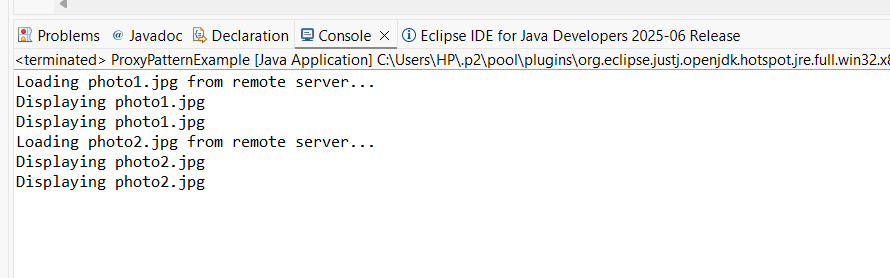 Problems @ Javadoc Declaration Console Eclipse IDE for Java Developers 2025-06 Release
<terminated> ProxyPatternExample [Java Application] C:\Users\HP\.p2\pool\plugins\org.eclipse.justj.openjdk.hotspot.jre.full.win32.x8
Loading photo1.jpg from remote server...
Displaying photo1.jpg
Displaying photo1.jpg
Loading photo2.jpg from remote server...
Displaying photo2.jpg
Displaying photo2.jpg